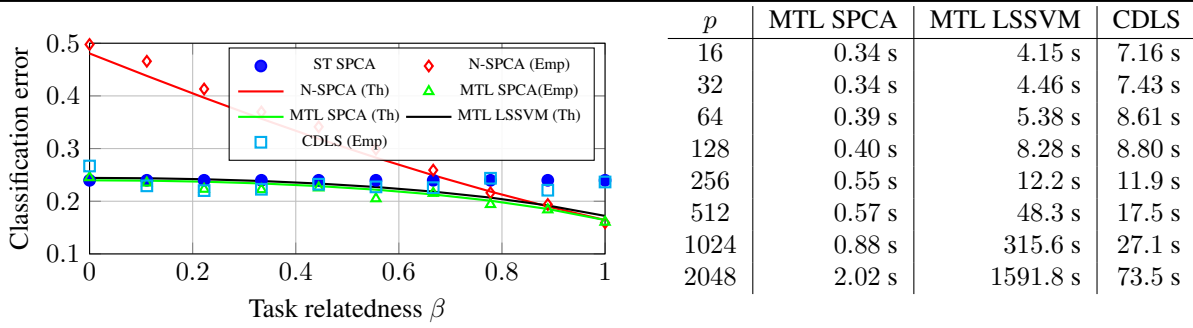 0.5
0.4
0.3
0.2
0.1
0
0.2
0.4
0.6
0.8
1
Classification error
Task relatedness β
ST SPCA
N-SPCA (Emp)
N-SPCA (Th)
MTL SPCA(Emp)
MTL SPCA (Th)
MTL LSSVM (Th)
CDLS (Emp)
p MTL SPCA MTL LSSVM CDLS
16 0.34 s 4.15 s 7.16 s
32 0.34 s 4.46 s 7.43 s
64 0.39 s 5.38 s 8.61 s
128 0.40 s 8.28 s 8.80 s
256 0.55 s 12.2 s 11.9 s
512 0.57 s 48.3 s 17.5 s
1024 0.88 s 315.6 s 27.1 s
2048 2.02 s 1591.8 s 73.5 s